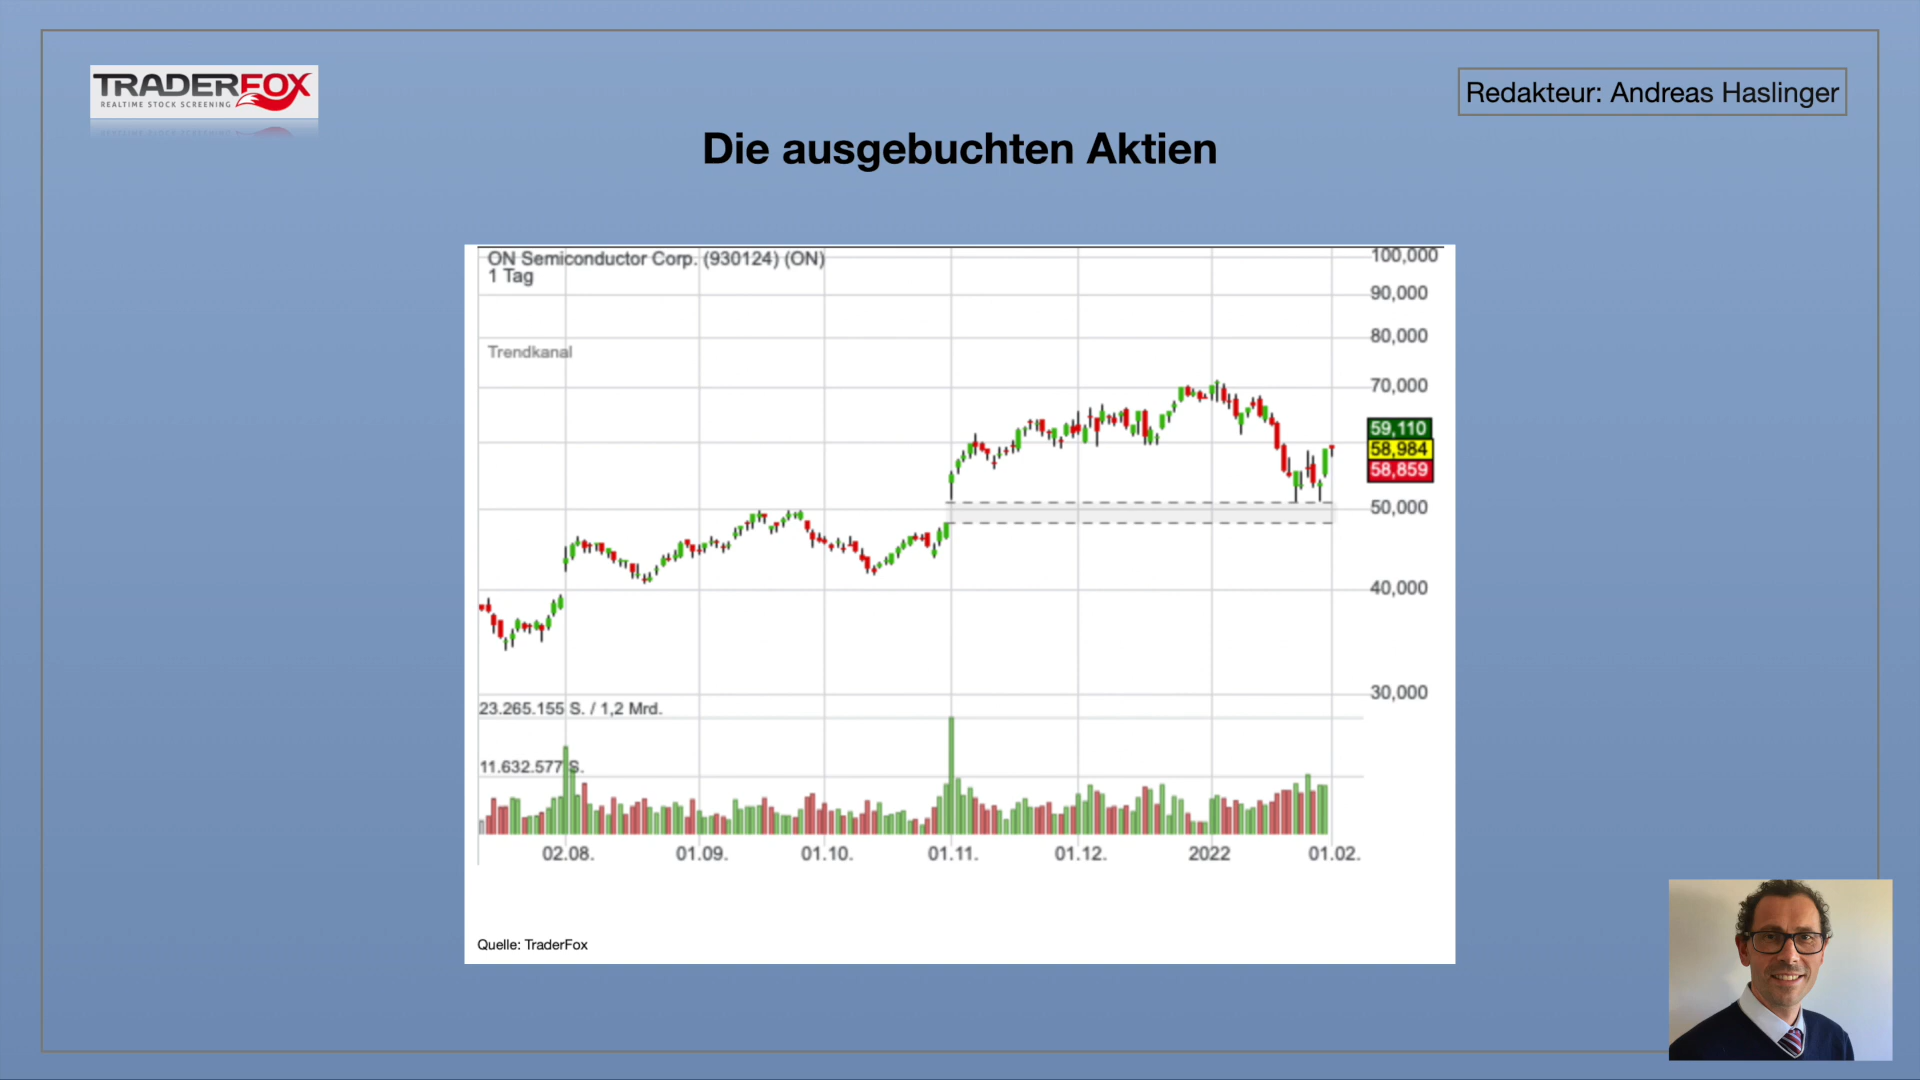 TRADERFOX
REALTIME STOCK SCREENING
Redakteur: Andreas Haslinger
Die ausgebuchten Aktien
ON Semiconductor Corp. (930124) (ON)
1 Tag
Trendkanal
100,000
90,000
80,000
70,000
59,110
58,984
58,859
50,000
40,000
30,000
23.265.155 S. / 1,2 Mrd.
11.632.577 S.
02.08. 01.09. 01.10. 01.11. 01.12. 2022 01.02.
Quelle: TraderFox